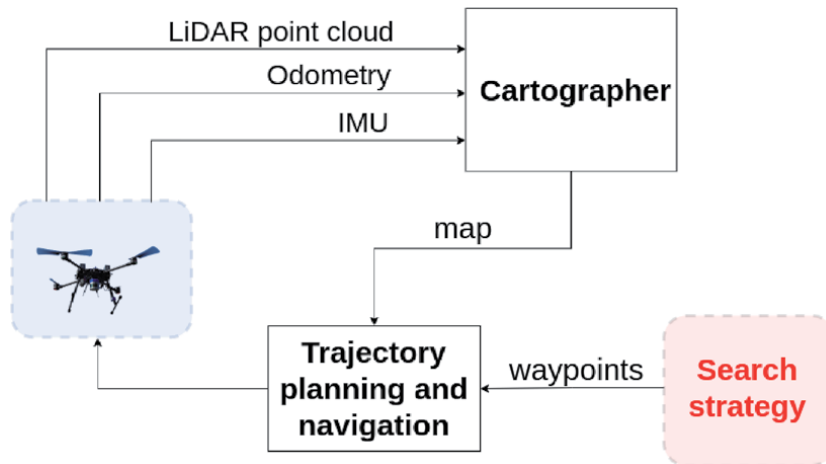 LiDAR point cloud
Odometry
IMU
Cartographer
map
Trajectory
planning and
navigation
waypoints
Search
strategy